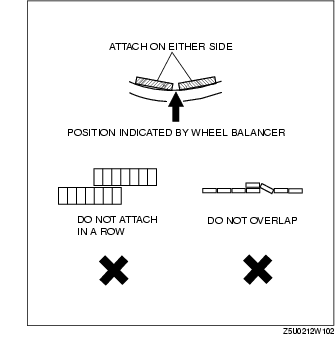 ATTACH ON EITHER SIDE
POSITION INDICATED BY WHEEL BALANCER
DO NOT ATTACH
IN A ROW
DO NOT OVERLAP
Z5U0212W102